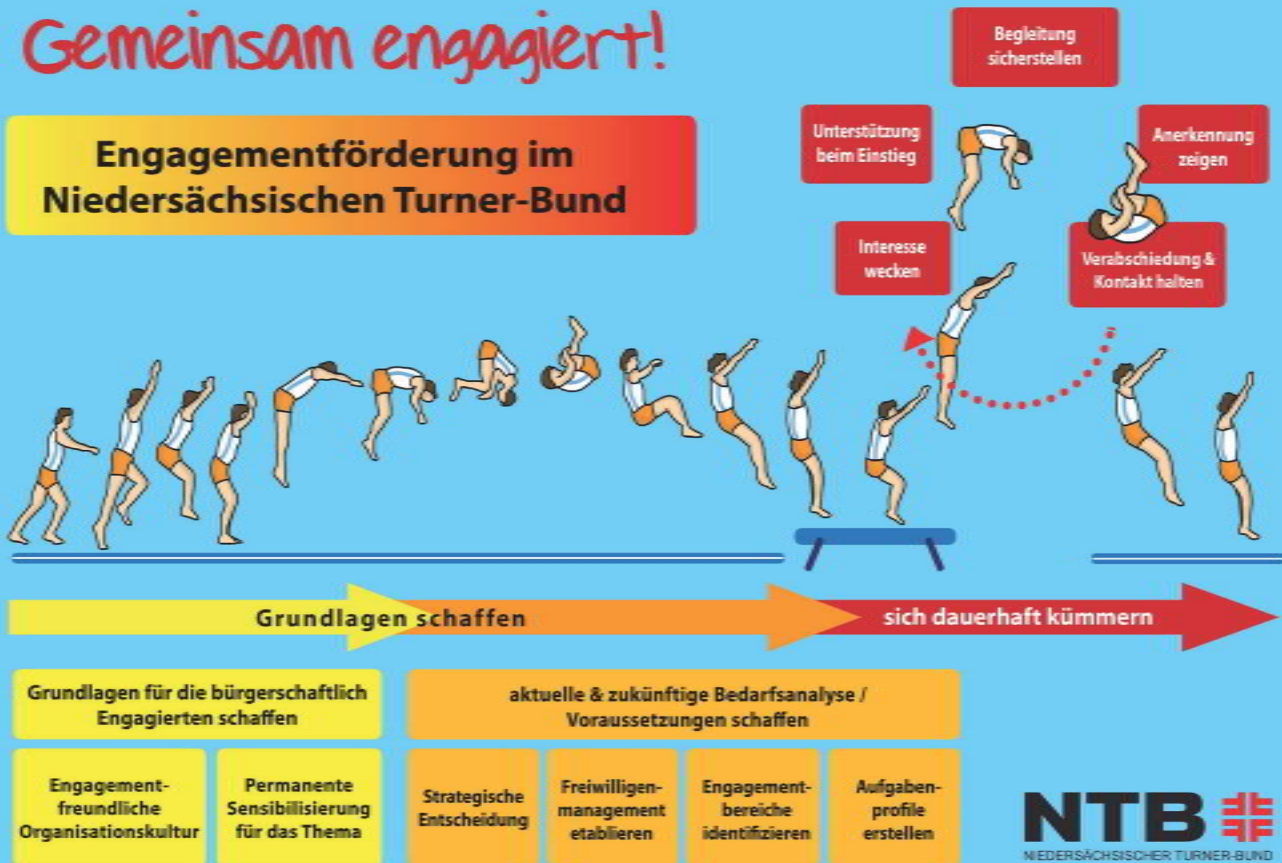 Gemeinsam engagiert!
Engagementförderung im
Niedersächsischen Turner-Bund
Begleitung
sicherstellen
Unterstützung
beim Einstieg
Anerkennung
zeigen
Interesse
wecken
Verabschiedung &
Kontakt halten
Grundlagen schaffen
sich dauerhaft kümmern
Grundlagen für die bürgerschaftlich
Engagierten schaffen
aktuelle & zukünftige Bedarfsanalyse /
Voraussetzungen schaffen
Engagement-
freundliche
Organisationskultur
Permanente
Sensibilisierung
für das Thema
Strategische
Entscheidung
Freiwilligen-
management
etablieren
Engagement-
bereiche
identifizieren
Aufgaben-
profile
erstellen
NTB
NIEDERSÄCHSISCHER TURNER-BUND